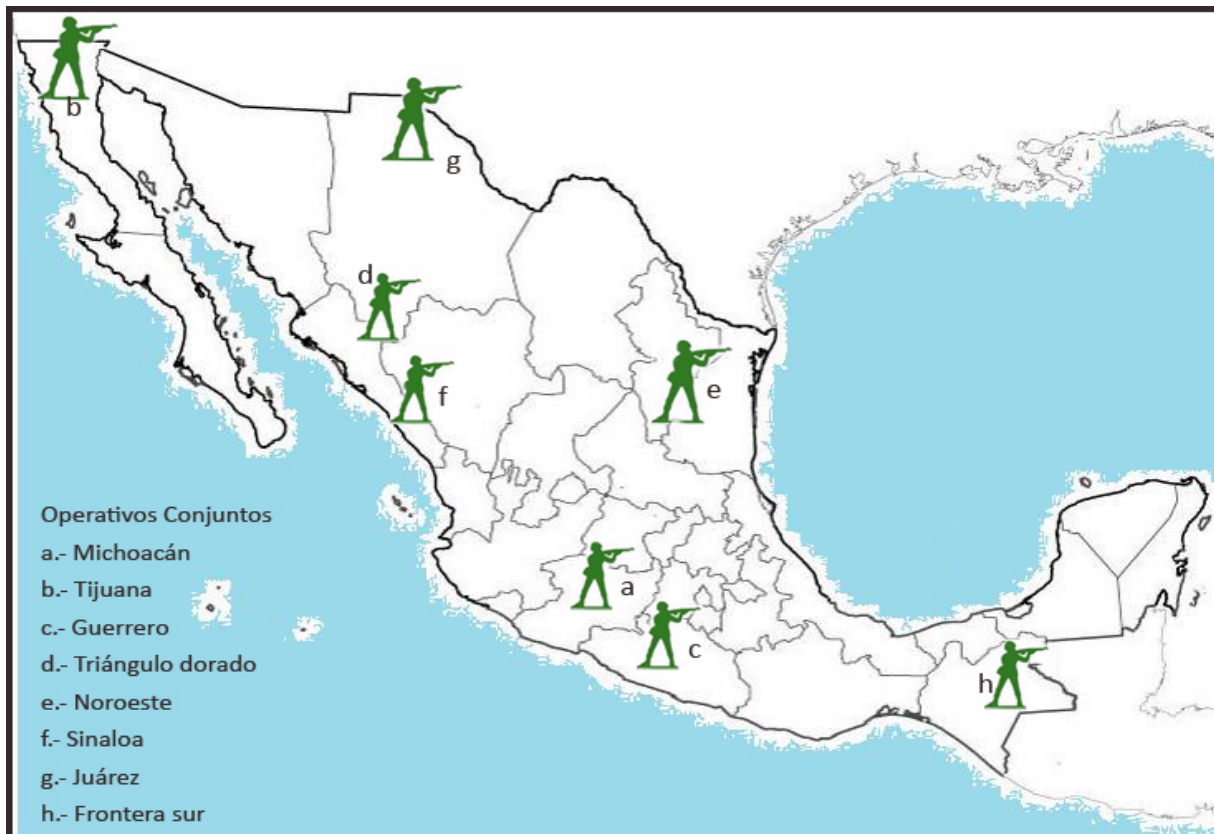 b
g
d
f
e
Operativos Conjuntos
a.- Michoacán
b.- Tijuana
c.- Guerrero
d.- Triángulo dorado
e.- Noroeste
f.- Sinaloa
g.- Juárez
h.- Frontera sur
a
c
h